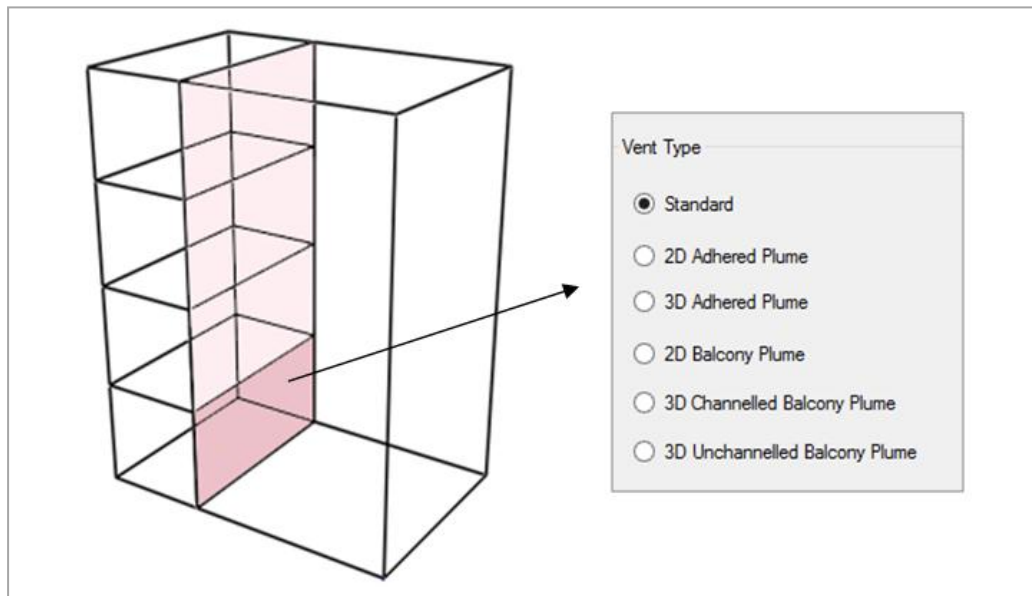 Vent Type
Standard
2D Adhered Plume
3D Adhered Plume
2D Balcony Plume
3D Channelled Balcony Plume
3D Unchannelled Balcony Plume